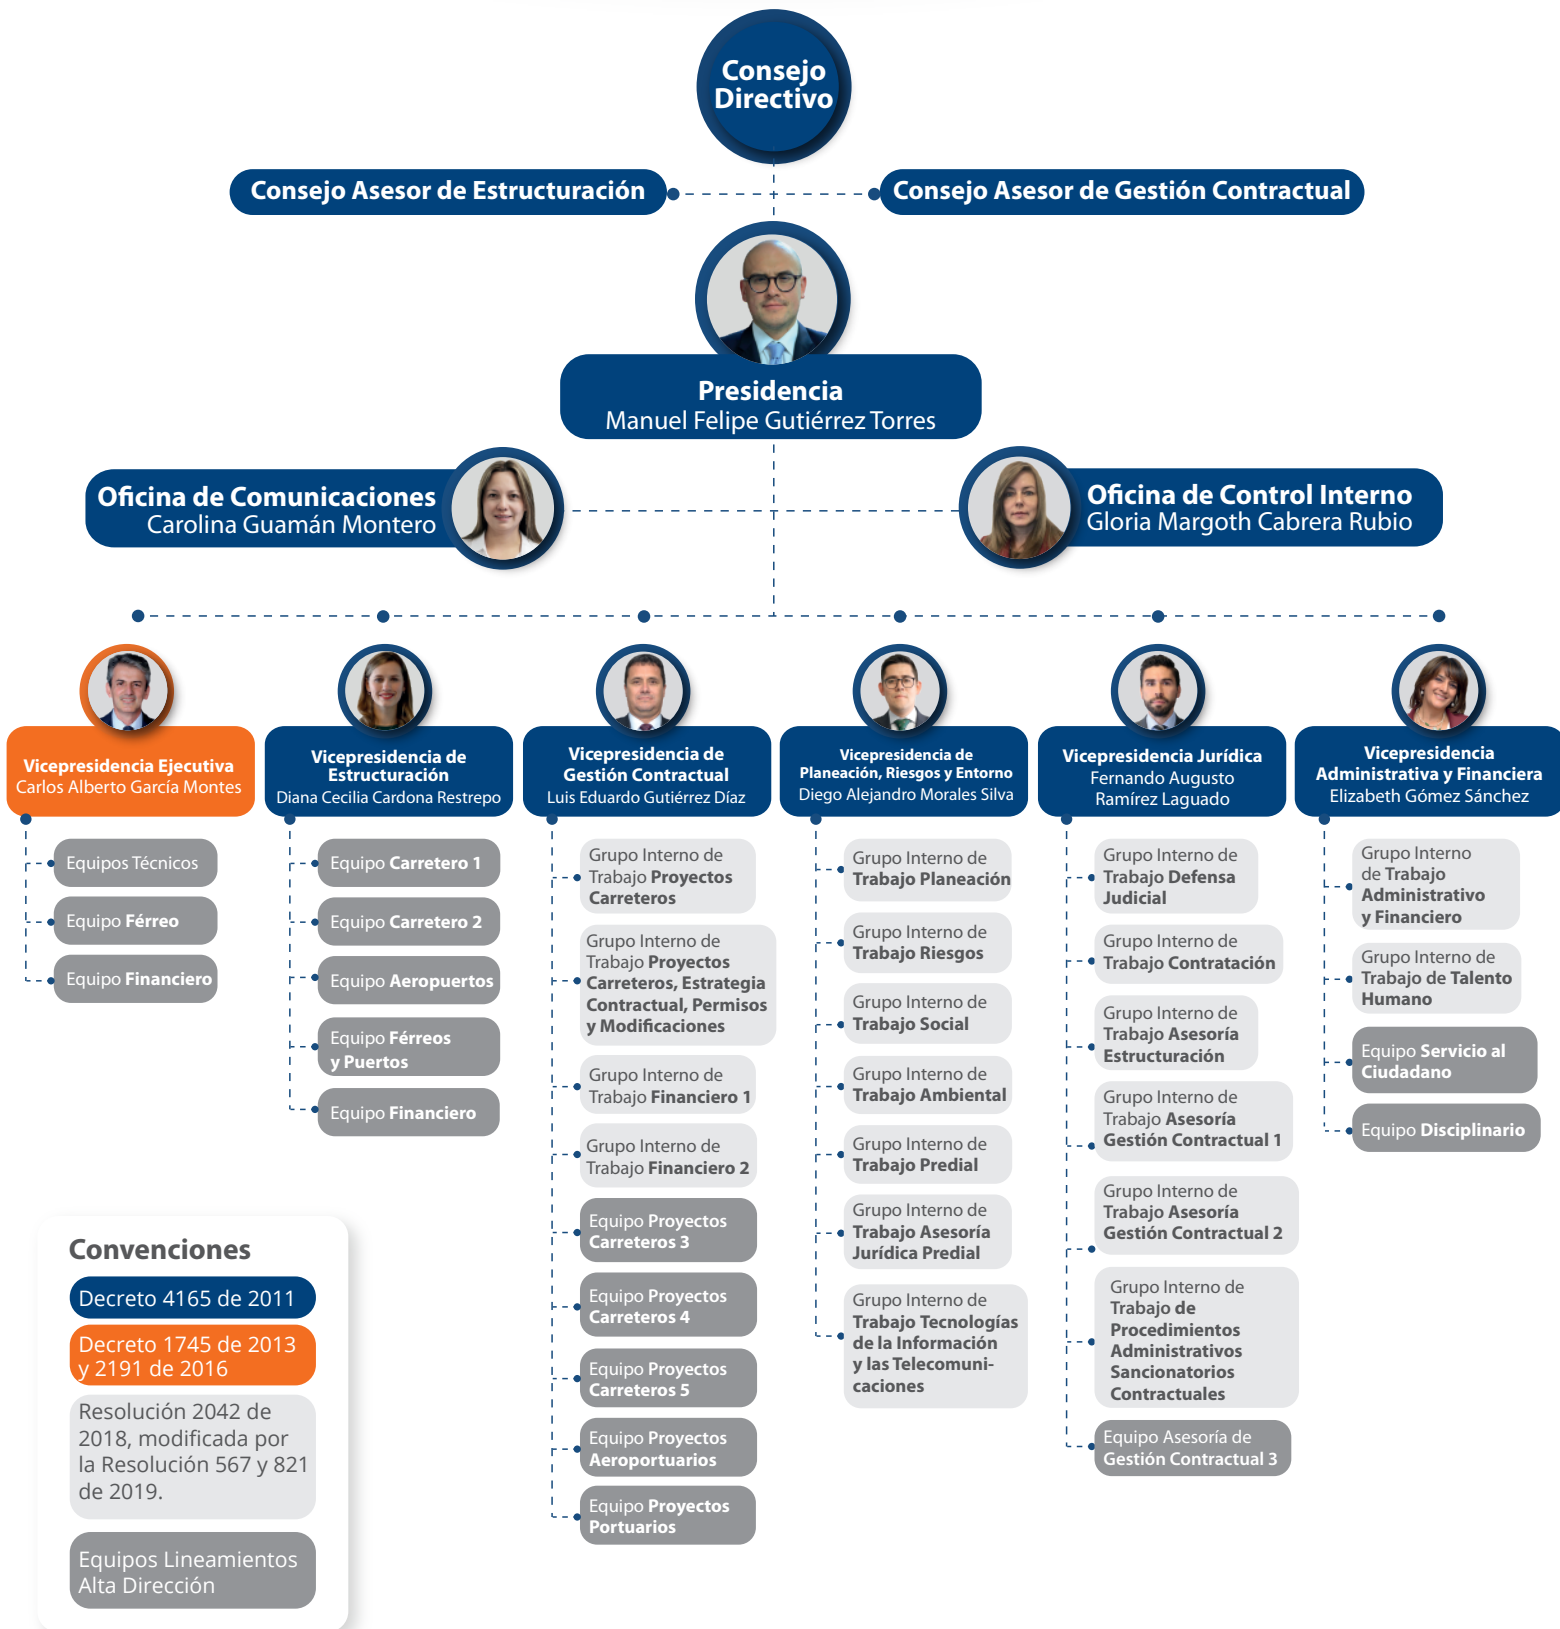 Consejo
Directivo
Consejo Asesor de Estructuración
Consejo Asesor de Gestión Contractual
Presidencia
Manuel Felipe Gutiérrez Torres
Oficina de Comunicaciones
Carolina Guamán Montero
Oficina de Control Interno
Gloria Margoth Cabrera Rubio
Vicepresidencia Ejecutiva
Carlos Alberto García Montes
Equipos Técnicos
Equipo Férreo
Equipo Financiero
Vicepresidencia de
Estructuración
Diana Cecilia Cardona Restrepo
Equipo Carretero 1
Equipo Carretero 2
Equipo Aeropuertos
Equipo Férreos
y Puertos
Equipo Financiero
Vicepresidencia de
Gestión Contractual
Luis Eduardo Gutiérrez Díaz
Grupo Interno de
Trabajo Proyectos
Carreteros
Grupo Interno de
Trabajo Proyectos
Carreteros, Estrategia
Contractual, Permisos
y Modificaciones
Grupo Interno de
Trabajo Financiero 1
Grupo Interno de
Trabajo Financiero 2
Equipo Proyectos
Carreteros 3
Equipo Proyectos
Carreteros 4
Equipo Proyectos
Carreteros 5
Equipo Proyectos
Aeroportuarios
Equipo Proyectos
Portuarios
Vicepresidencia de
Planeación, Riesgos y Entorno
Diego Alejandro Morales Silva
Grupo Interno de
Trabajo Planeación
Grupo Interno de
Trabajo Riesgos
Grupo Interno de
Trabajo Social
Grupo Interno de
Trabajo Ambiental
Grupo Interno de
Trabajo Predial
Grupo Interno de
Trabajo Asesoría
Jurídica Predial
Grupo Interno de
Trabajo Tecnologías
de la Información
y las Telecomuni-
caciones
Vicepresidencia Jurídica
Fernando Augusto
Ramírez Laguado
Grupo Interno de
Trabajo Defensa
Judicial
Grupo Interno de
Trabajo Contratación
Grupo Interno de
Trabajo Asesoría
Estructuración
Grupo Interno de
Trabajo Asesoría
Gestión Contractual 1
Grupo Interno de
Trabajo Asesoría
Gestión Contractual 2
Grupo Interno de
Trabajo de
Procedimientos
Administrativos
Sancionatorios
Contractuales
Equipo Asesoría de
Gestión Contractual 3
Vicepresidencia
Administrativa y Financiera
Elizabeth Gómez Sánchez
Grupo Interno
de Trabajo
Administrativo
y Financiero
Grupo Interno de
Trabajo de Talento
Humano
Equipo Servicio al
Ciudadano
Equipo Disciplinario
Convenciones
Decreto 4165 de 2011
Decreto 1745 de 2013
y 2191 de 2016
Resolución 2042 de
2018, modificada por
la Resolución 567 y 821
de 2019.
Equipos Lineamientos
Alta Dirección